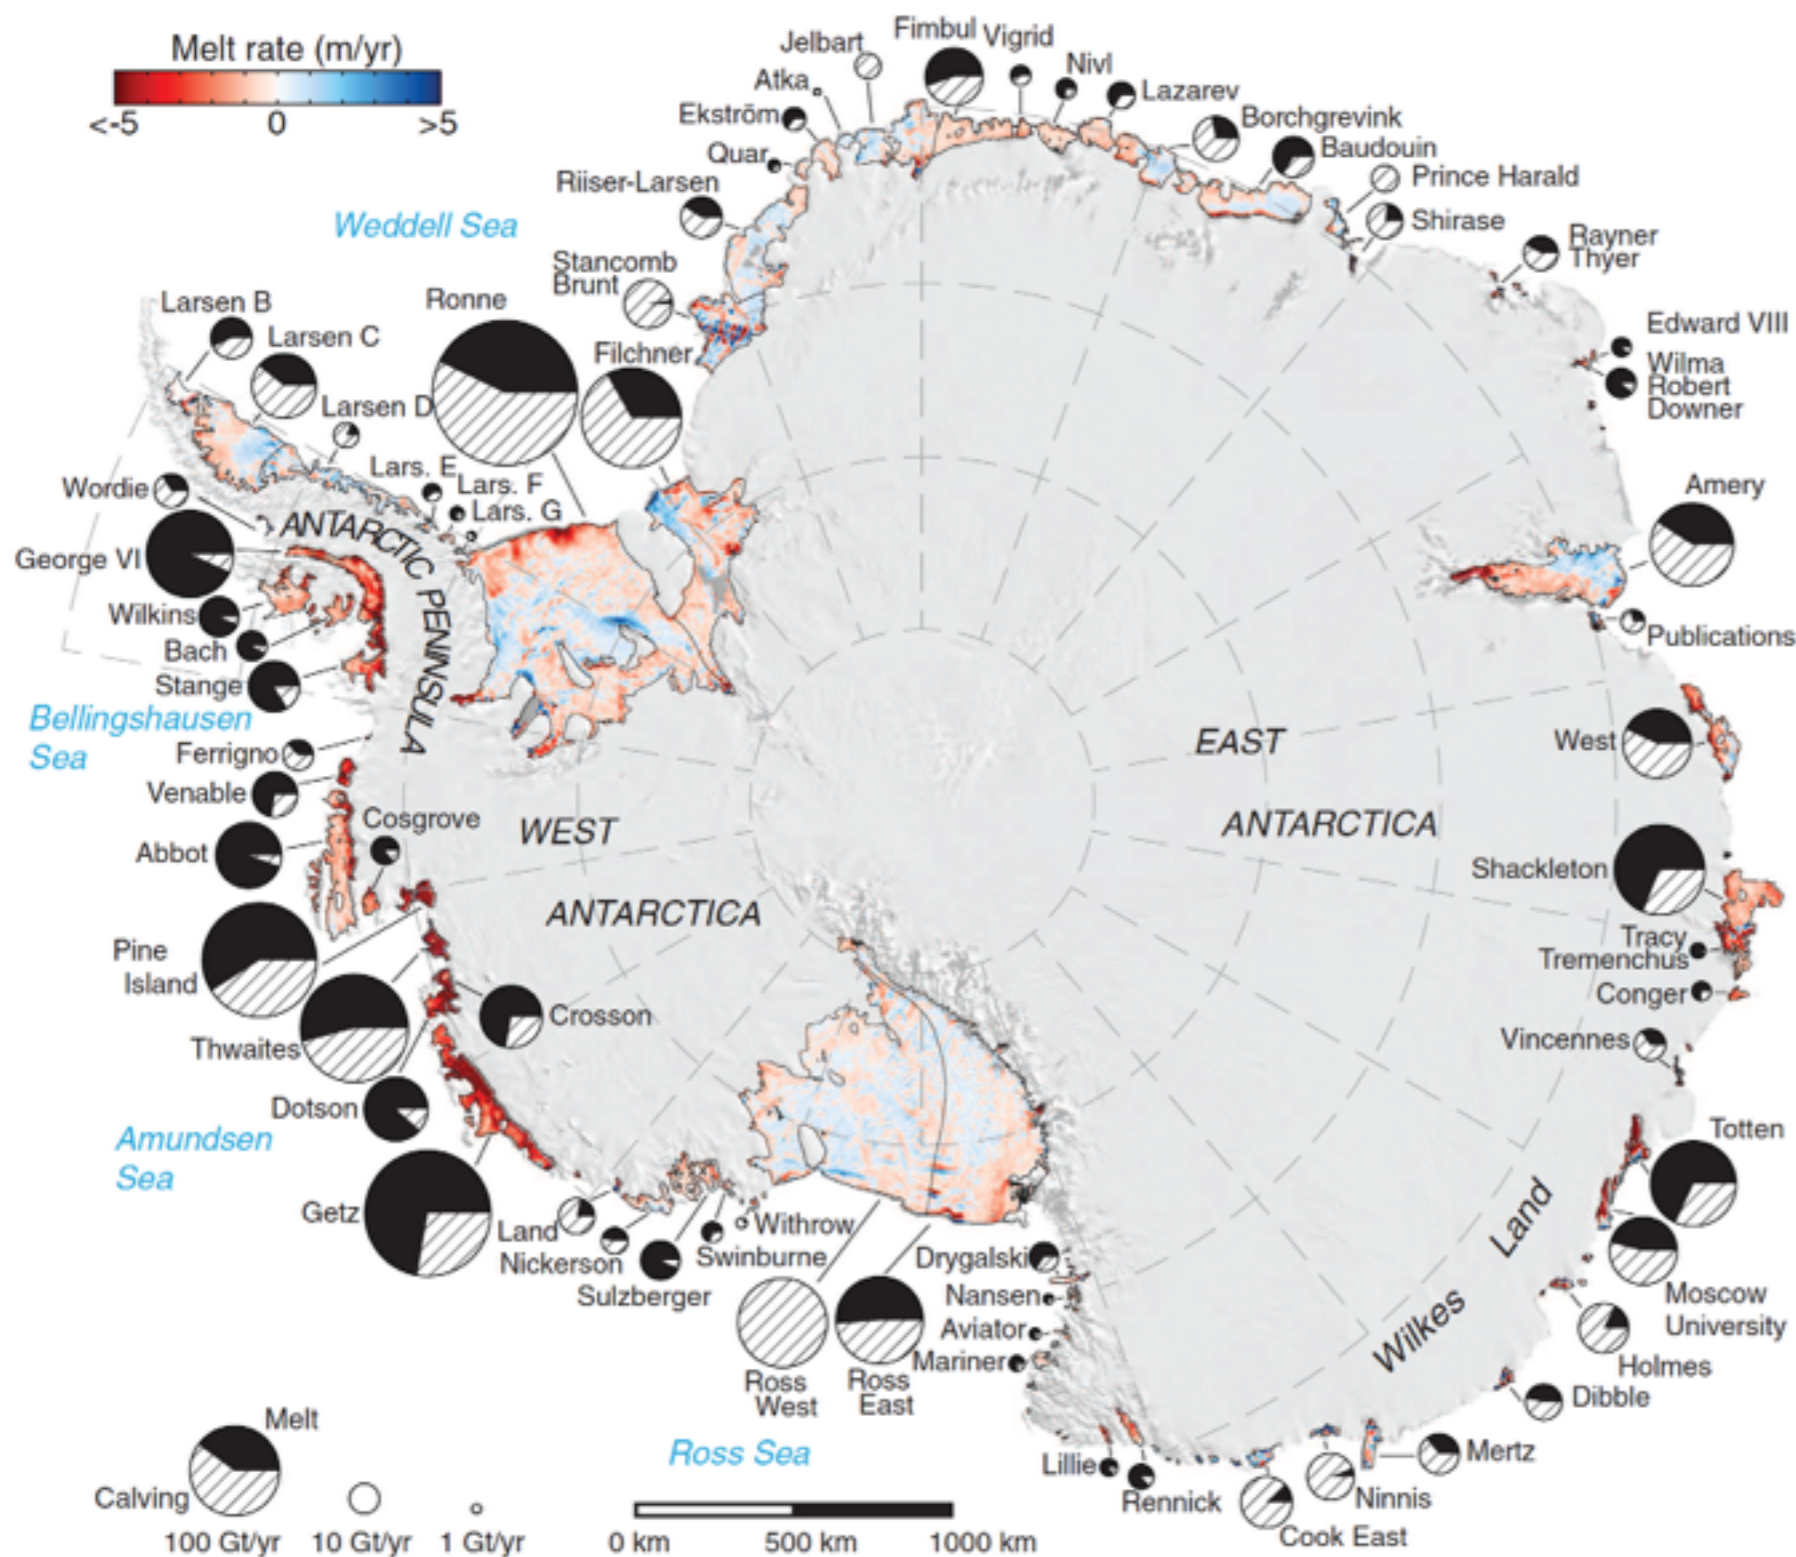 Melt rate (m/yr)
<-5 0 >5
Jelbart
Fimbul
Vigrid
Nivl
Atka
Lazarev
Ekström
Borchgrevink
Quar
Baudouin
Riiser-Larsen
Prince Harald
Weddell Sea
Shirase
Stancomb
Brunt
Rayner
Thyer
Larsen B
Ronne
Larsen C
Filchner
Edward VIII
Wilma
Robert
Downer
Larsen D
Lars. E
Lars. F
Lars. G
Wordie
Amery
ANTARCTIC PENINSULA
George VI
Wilkins
Bach
Publications
Stange
Bellingshausen
Sea
Ferrigno
EAST
West
Venable
Cosgrove
WEST
ANTARCTICA
Abbot
Shackleton
ANTARCTICA
Pine
Island
Tracy
Tremenchus
Conger
Crosson
Thwaites
Vincennes
Dotson
Amundsen
Sea
Totten
Getz
Land
Nickerson
Withrow
Swinburne
Sulzberger
Drygalski
Nansen
Aviator
Mariner
Wilkes Land
Moscow
University
Holmes
Ross
West
Ross
East
Dibble
Melt
Ross Sea
Lillie
Rennick
Mertz
Ninnis
Cook East
Calving
100 Gt/yr 10 Gt/yr 1 Gt/yr
0 km 500 km 1000 km